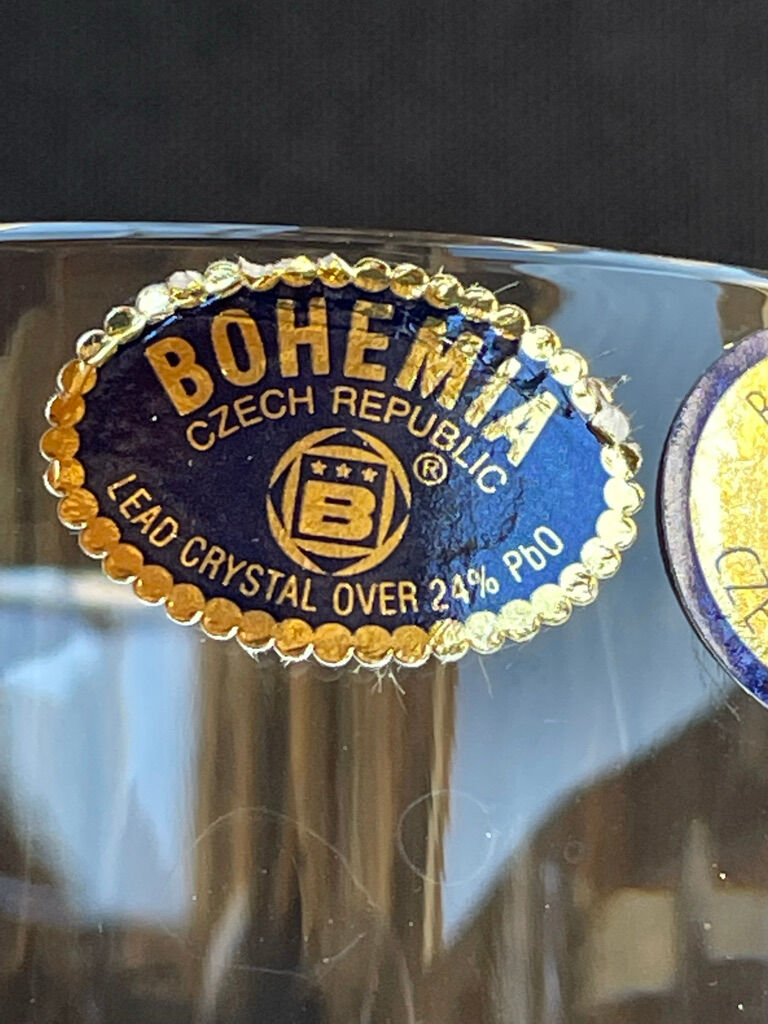 BOHEMIA
CZECH REPUBLIC
®
B
LEAD CRYSTAL OVER 24% PbO